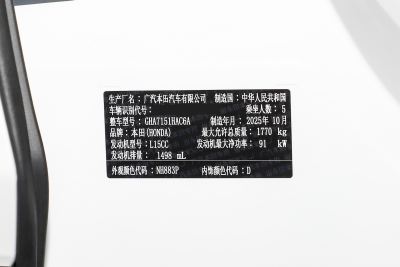 生产厂名：广汽本田汽车有限公司 制造国：中华人民共和国
车辆识别代号： 乘坐人数：5
整车型号：GHA7151HAC6A 制造年月：2025年10月
品牌：本田(HONDA) 最大允许总质量：1770 kg
发动机型号：L15CC 发动机最大净功率：91 kW
发动机排量：1498 mL
外观颜色代码：NH883P 内饰颜色代码：D